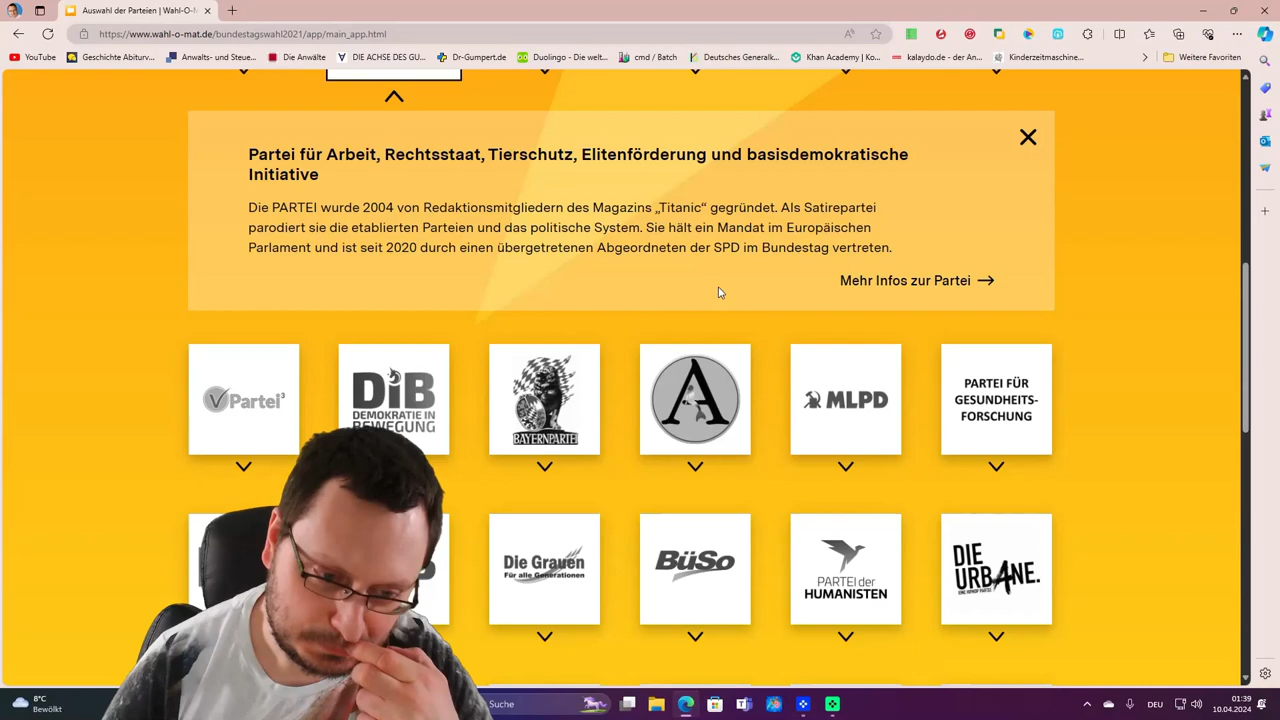 Auswahl der Parteien | Wahl-O-M
https://www.wahl-o-mat.de/bundestagswahl2021/app/main_app.html
YouTube
Geschichte Abiturv...
Anwalts- und Steue...
Die Anwälte
DIE ACHSE DES GU...
Dr-Gumpert.de
Duolingo - Die welt...
cmd / Batch
Deutsches Generalk...
Khan Academy | Ko...
kalaydo.de - der An...
Kinderzeitmaschine...
Weitere Favoriten
Partei für Arbeit, Rechtsstaat, Tierschutz, Elitenförderung und basisdemokratische
Initiative
Die PARTEI wurde 2004 von Redaktionsmitgliedern des Magazins „Titanic“ gegründet. Als Satirepartei
parodiert sie die etablierten Parteien und das politische System. Sie hält ein Mandat im Europäischen
Parlament und ist seit 2020 durch einen übergetretenen Abgeordneten der SPD im Bundestag vertreten.
Mehr Infos zur Partei
VPartei³
DiB
DEMOKRATIE IN
BEWEGUNG
BAYERNPARTEI
A
MLPD
PARTEI FÜR
GESUNDHEITS-
FORSCHUNG
Die Grauen
Für alle Generationen
BüSo
PARTEI der
HUMANISTEN
DIE
URBANE.
EINE HIPHOP PARTEI
8°C
Bewölkt
Suche
DEU
01:39
10.04.2024